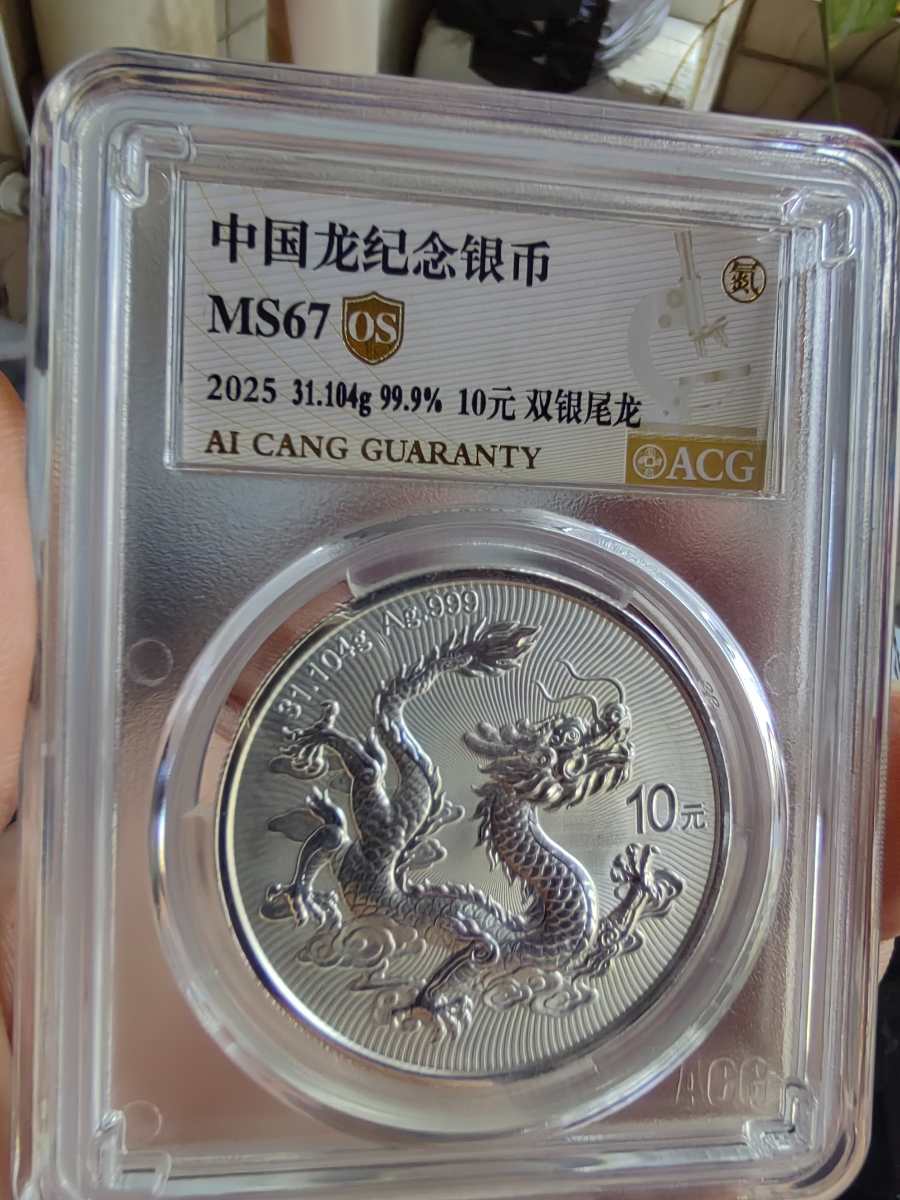 中国龙纪念银币
氮
MS67 OS
2025 31.104g 99.9% 10元 双银尾龙
AI CANG GUARANTY
ACG
31.104g Ag.999
10元
ACG